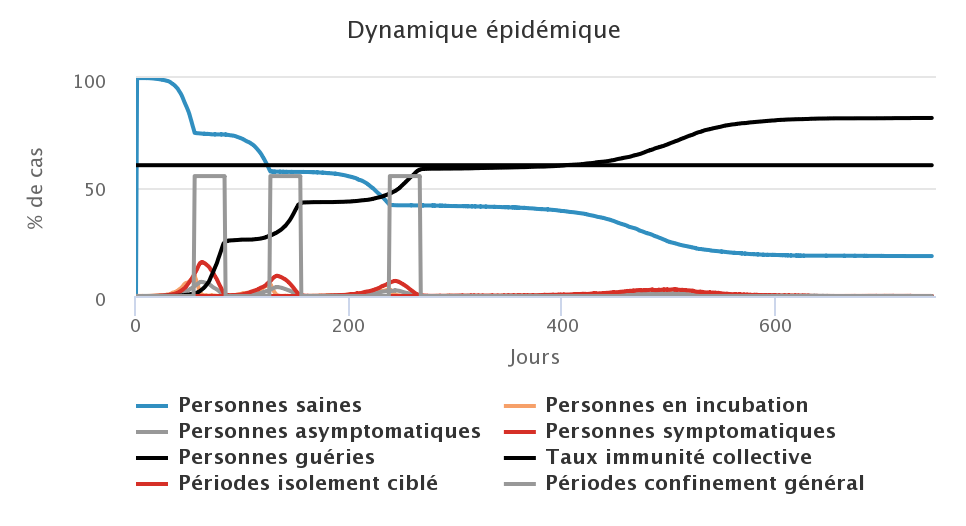 Dynamique épidémique
100
50
0
% de cas
0 200 400 600
Jours
Personnes saines
Personnes en incubation
Personnes asymptomatiques
Personnes symptomatiques
Personnes guéries
Taux immunité collective
Périodes isolement ciblé
Périodes confinement général